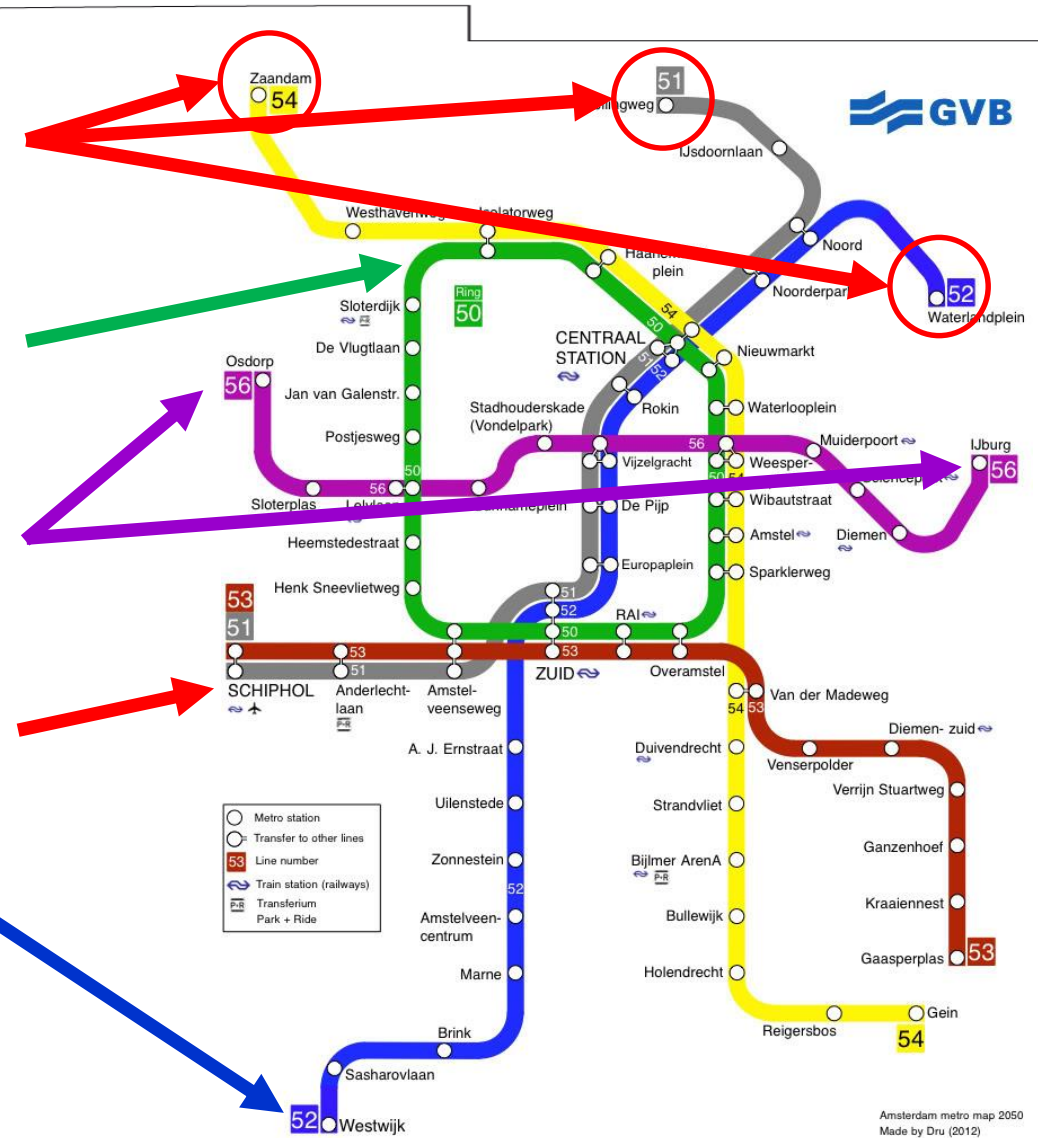 Zaandam
54
51
GVB
IJsdoornlaan
Noord
Noorderpark
52
Waterlandplein
Isolatorweg
plein
Ring
50
Sloterdijk
54
50
CENTRAAL
STATION
51
52
Nieuwmarkt
De Vlugtlaan
Osdorp
56
Jan van Galenstr.
Rokin
Stadhouderskade
(Vondelpark)
Waterlooplein
Postjesweg
56
Muiderpoort
IJburg
56
Vijzelgracht
Weesper-
50
54
50
56
Sloterplas
De Pijp
Wibautstraat
Heemstedestraat
Amstel
Diemen
Europaplein
Sparklerweg
Henk Sneevlietweg
53
51
51
52
RAI
50
53
53
51
SCHIPHOL
Anderlecht-
laan
P+R
Amstel-
veenseweg
ZUID
Overamstel
Van der Madeweg
54
53
A. J. Ernstraat
Duivendrecht
Venserpolder
Diemen- zuid
Uilenstede
Strandvliet
Verrijn Stuartweg
Metro station
Transfer to other lines
53
Line number
Train station (railways)
P+R
Transferium
Park + Ride
Zonnestein
Bijlmer ArenA
P+R
Ganzenhoef
52
Amstelveen-
centrum
Bullewijk
Kraaiennest
Marne
Holendrecht
Gaasperplas
53
Brink
Reigersbos
Gein
54
Sasharovlaan
52
Westwijk
Amsterdam metro map 2050
Made by Dru (2012)